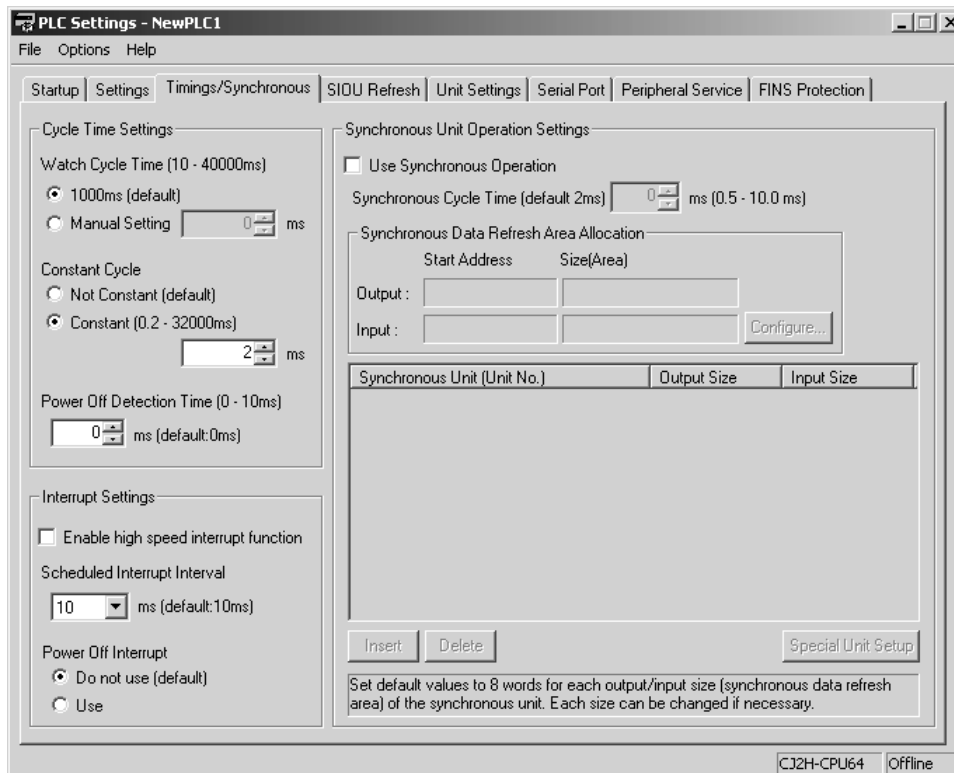 PLC Settings - NewPLC1
File Options Help
Startup Settings Timings/Synchronous SIOU Refresh Unit Settings Serial Port Peripheral Service FINS Protection
Cycle Time Settings
Watch Cycle Time (10 - 40000ms)
1000ms (default)
Manual Setting 0 ms
Constant Cycle
Not Constant (default)
Constant (0.2 - 32000ms)
2 ms
Power Off Detection Time (0 - 10ms)
0 ms (default:0ms)
Interrupt Settings
Enable high speed interrupt function
Scheduled Interrupt Interval
10 ms (default:10ms)
Power Off Interrupt
Do not use (default)
Use
Synchronous Unit Operation Settings
Use Synchronous Operation
Synchronous Cycle Time (default 2ms) 0 ms (0.5 - 10.0 ms)
Synchronous Data Refresh Area Allocation
Start Address Size(Area)
Output :
Input : Configure...
Synchronous Unit (Unit No.) Output Size Input Size
Insert Delete Special Unit Setup
Set default values to 8 words for each output/input size (synchronous data refresh
area) of the synchronous unit. Each size can be changed if necessary.
CJ2H-CPU64 Offline